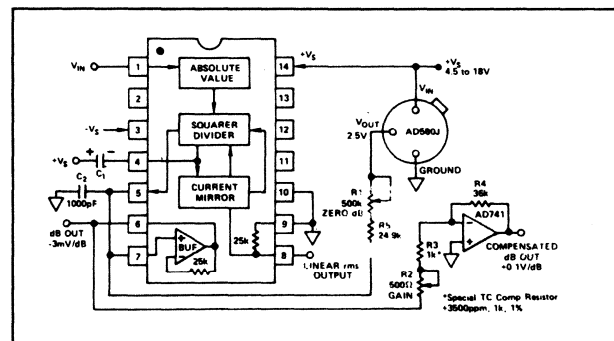 VIN
1
ABSOLUTE
VALUE
14
+VS
+VS
4.5 to 18V
2
13
VIN
VOUT
2.5V
AD580J
-VS
3
SQUARER
DIVIDER
12
GROUND
+VS
+
-
C1
4
11
C2
1000pF
5
CURRENT
MIRROR
10
R1
500k
ZERO dB
R4
36k
AD741
dB OUT
-3mV/dB
6
9
25k
R5
24.9k
COMPENSATED
dB OUT
+0.1V/dB
7
BUF
25k
8
LINEAR rms
OUTPUT
R3
1k*
R2
500Ω
GAIN
*Special TC Comp Resistor
+3500ppm, 1k, 1%